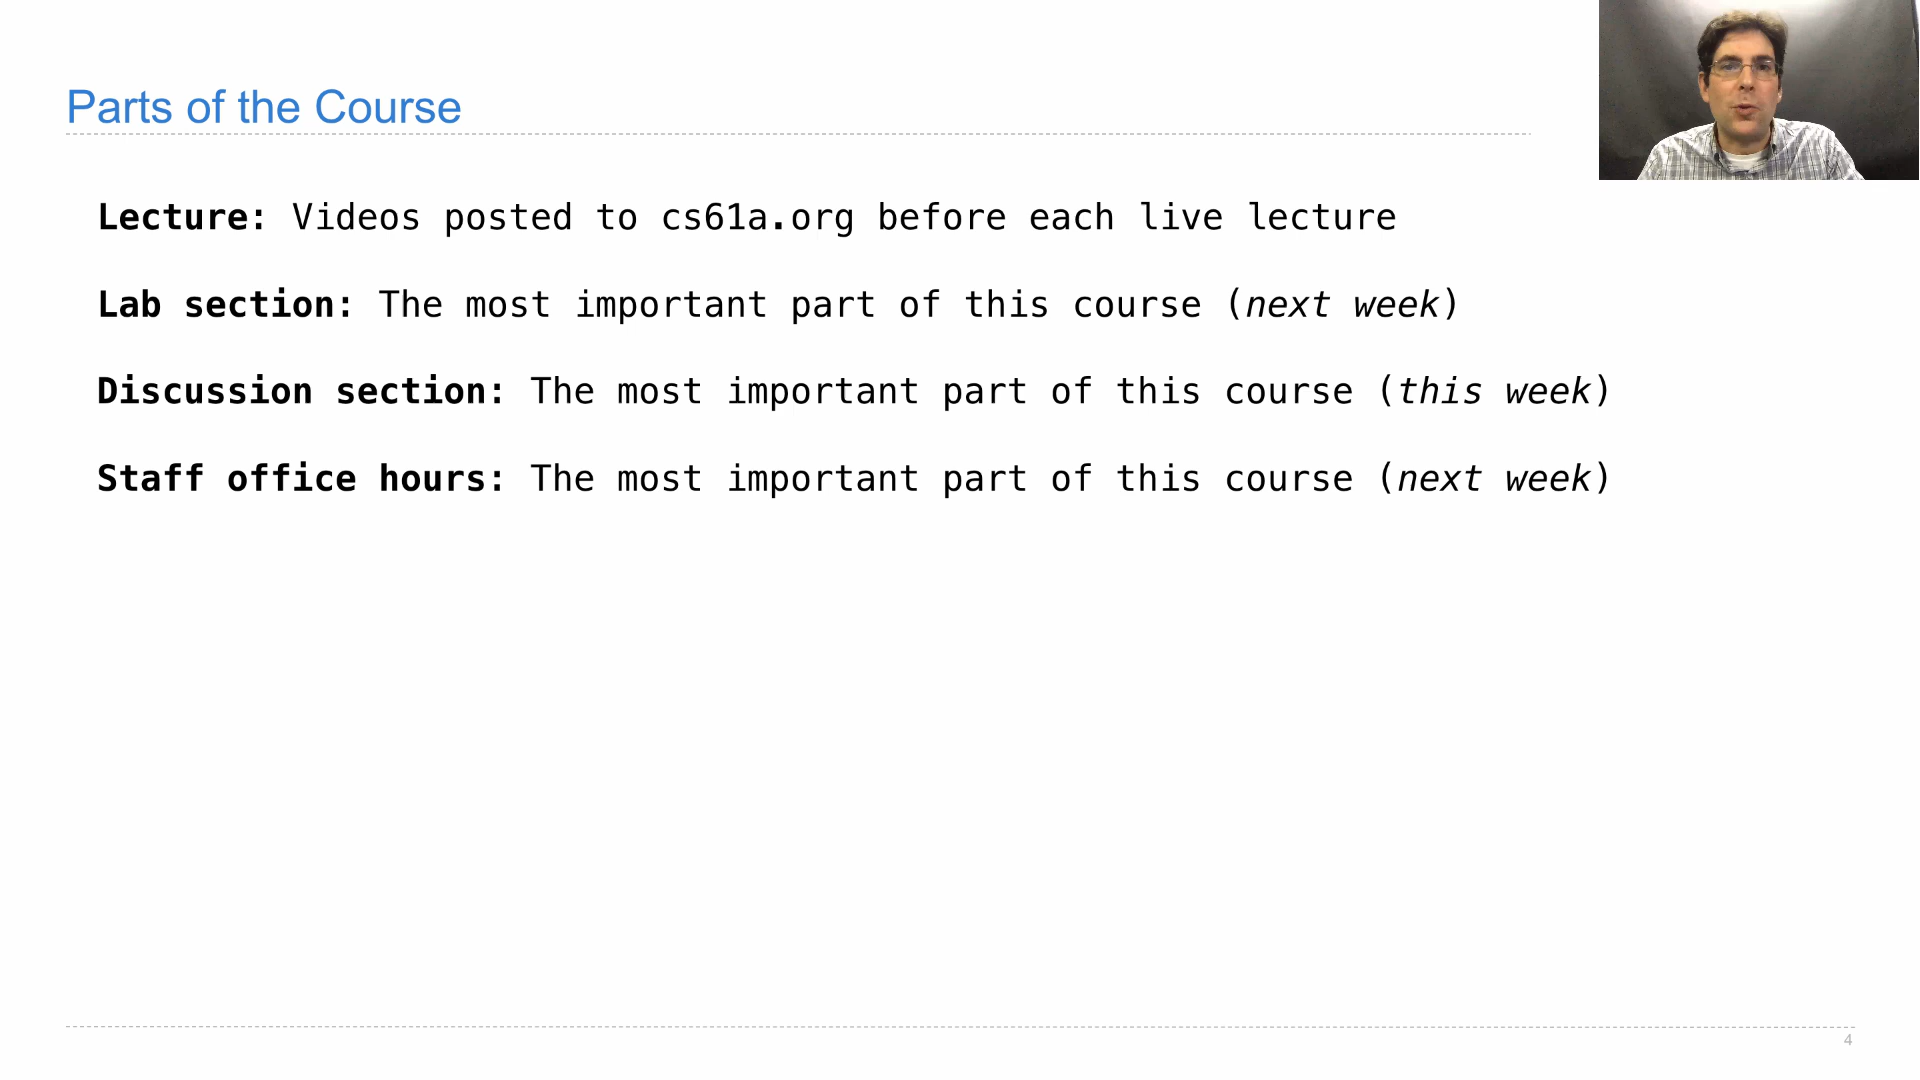 Parts of the Course
Lecture: Videos posted to cs61a.org before each live lecture
Lab section: The most important part of this course (next week)
Discussion section: The most important part of this course (this week)
Staff office hours: The most important part of this course (next week)
4